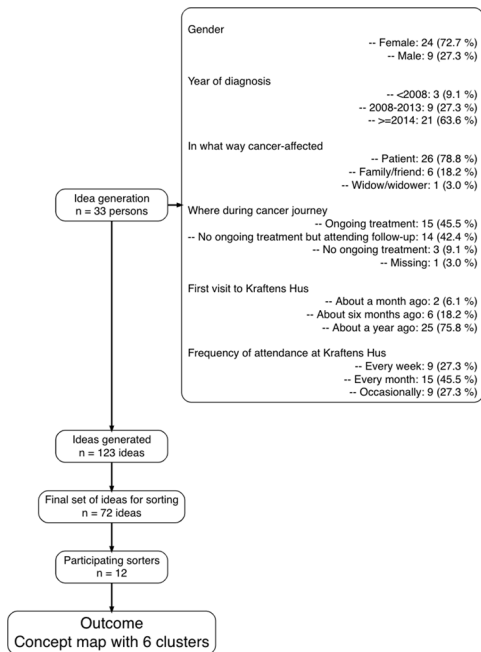 Gender
-- Female: 24 (72.7 %)
-- Male: 9 (27.3 %)
Year of diagnosis
-- <2008: 3 (9.1 %)
-- 2008-2013: 9 (27.3 %)
-- >=2014: 21 (63.6 %)
In what way cancer-affected
-- Patient: 26 (78.8 %)
-- Family/friend: 6 (18.2 %)
-- Widow/widower: 1 (3.0 %)
Where during cancer journey
-- Ongoing treatment: 15 (45.5 %)
-- No ongoing treatment but attending follow-up: 14 (42.4 %)
-- No ongoing treatment: 3 (9.1 %)
-- Missing: 1 (3.0 %)
First visit to Kraftens Hus
-- About a month ago: 2 (6.1 %)
-- About six months ago: 6 (18.2 %)
-- About a year ago: 25 (75.8 %)
Frequency of attendance at Kraftens Hus
-- Every week: 9 (27.3 %)
-- Every month: 15 (45.5 %)
-- Occasionally: 9 (27.3 %)
Idea generation
n = 33 persons
Ideas generated
n = 123 ideas
Final set of ideas for sorting
n = 72 ideas
Participating sorters
n = 12
Outcome
Concept map with 6 clusters